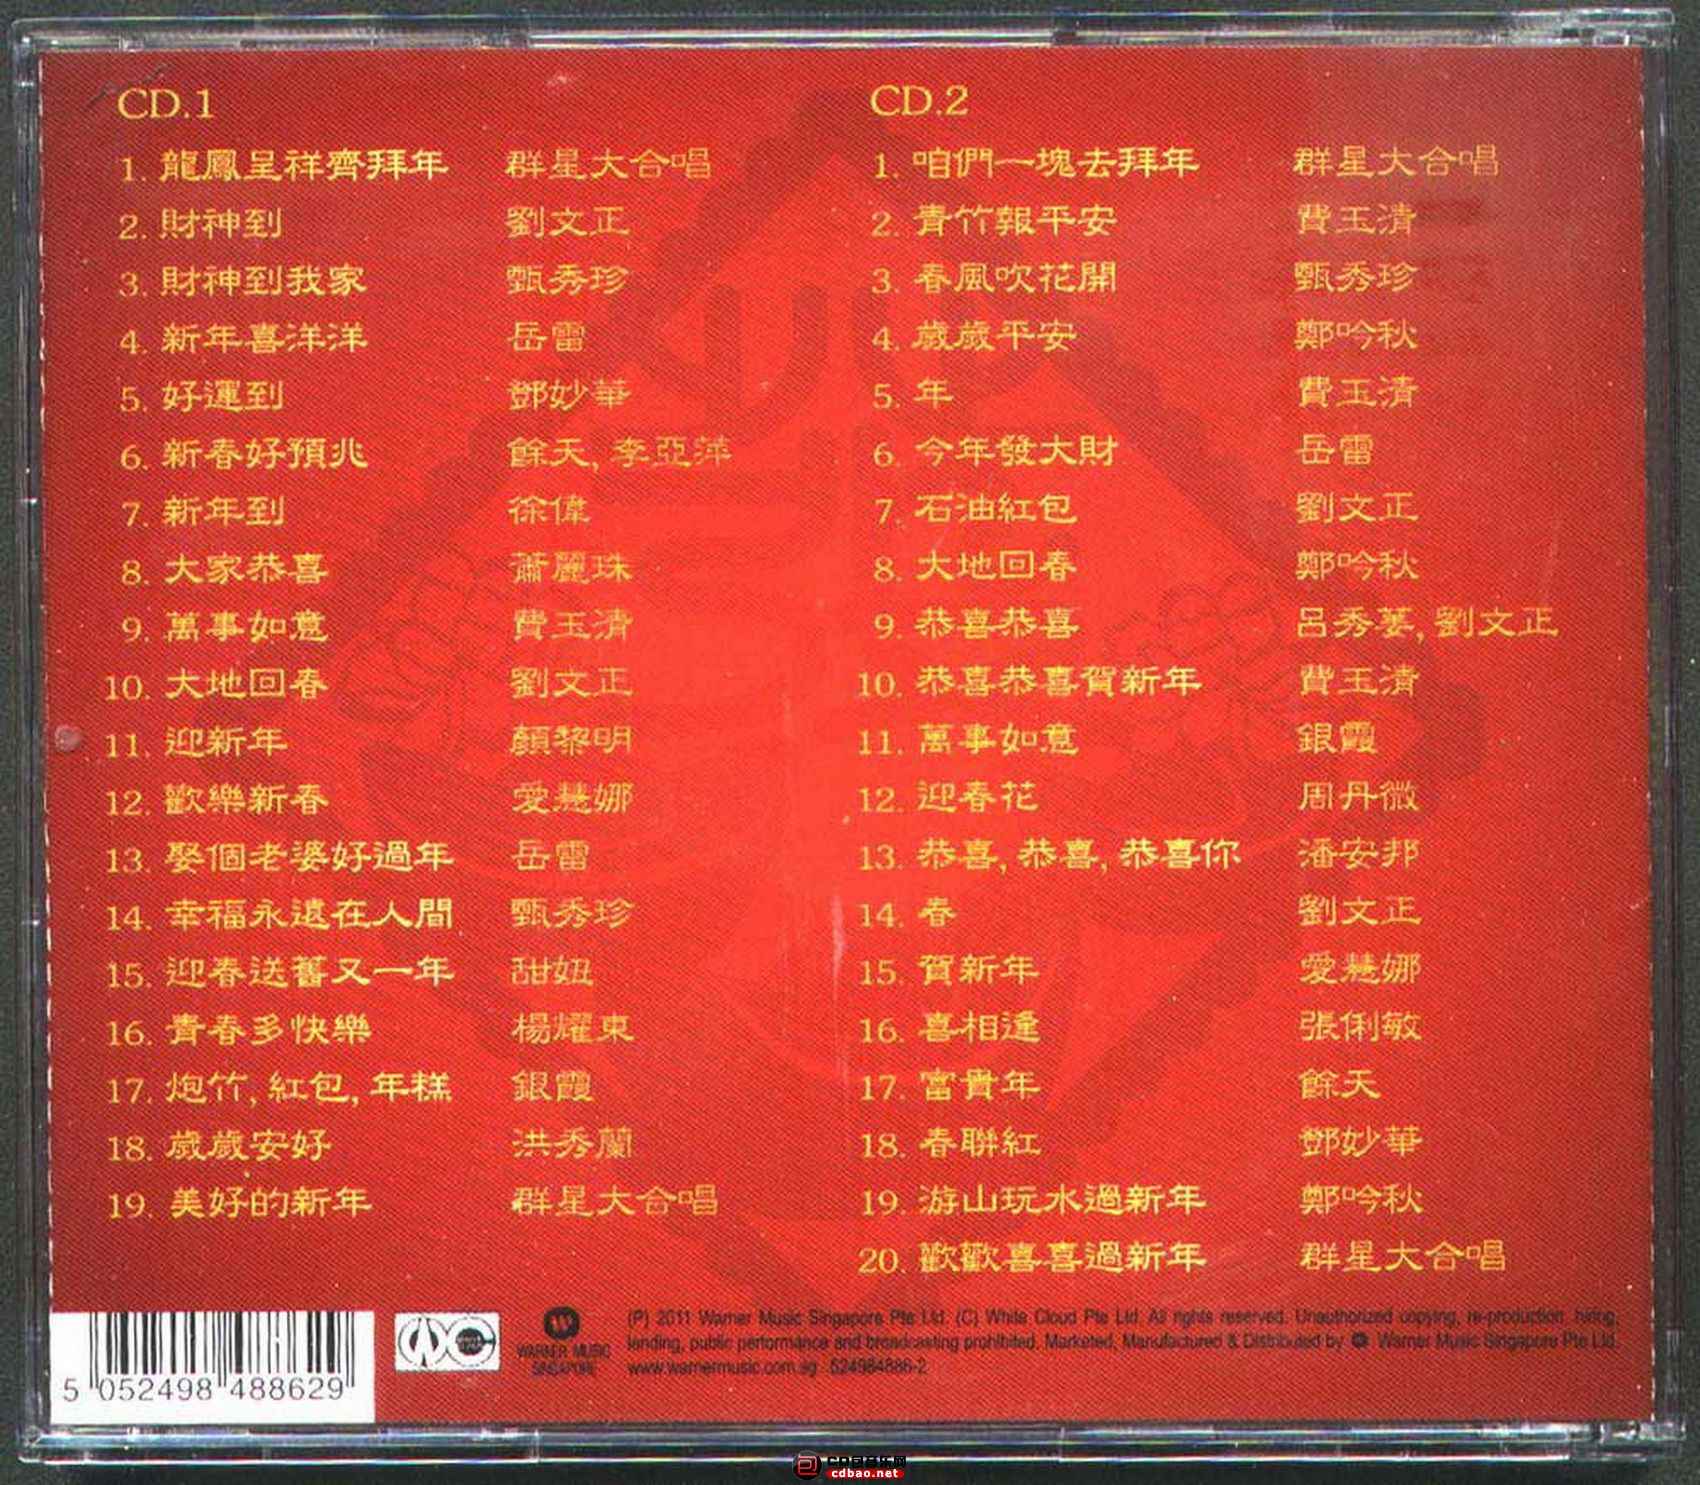 CD.1
1. 龍鳳呈祥齊拜年 群星大合唱
2. 財神到 劉文正
3. 財神到我家 甄秀珍
4. 新年喜洋洋 岳雷
5. 好運到 鄧妙華
6. 新春好預兆 餘天, 李亞萍
7. 新年到 徐偉
8. 大家恭喜 蕭麗珠
9. 萬事如意 費玉清
10. 大地回春 劉文正
11. 迎新年 顏黎明
12. 歡樂新春 愛慧娜
13. 娶個老婆好過年 岳雷
14. 幸福永遠在人間 甄秀珍
15. 迎春送舊又一年 甜妞
16. 青春多快樂 楊耀東
17. 炮竹, 紅包, 年糕 銀霞
18. 歲歲安好 洪秀蘭
19. 美好的新年 群星大合唱
CD.2
1. 咱們一塊去拜年 群星大合唱
2. 青竹報平安 費玉清
3. 春風吹花開 甄秀珍
4. 歲歲平安 鄭吟秋
5. 年 費玉清
6. 今年發大財 岳雷
7. 石油紅包 劉文正
8. 大地回春 鄭吟秋
9. 恭喜恭喜 呂秀菱, 劉文正
10. 恭喜恭喜賀新年 費玉清
11. 萬事如意 銀霞
12. 迎春花 周丹微
13. 恭喜, 恭喜, 恭喜你 潘安邦
14. 春 劉文正
15. 賀新年 愛慧娜
16. 喜相逢 張俐敏
17. 富貴年 餘天
18. 春聯紅 鄧妙華
19. 游山玩水過新年 鄭吟秋
20. 歡歡喜喜過新年 群星大合唱
5 052498 488629
WARNER MUSIC
SINGAPORE
(P) 2011 Warner Music Singapore Pte Ltd. (C) White Cloud Pte Ltd. All rights reserved. Unauthorized copying, re-production, hiring,
lending, public performance and broadcasting prohibited. Marketed, Manufactured & Distributed by Warner Music Singapore Pte Ltd.
www.warnermusic.com.sg 524984886-2
cdbao.net